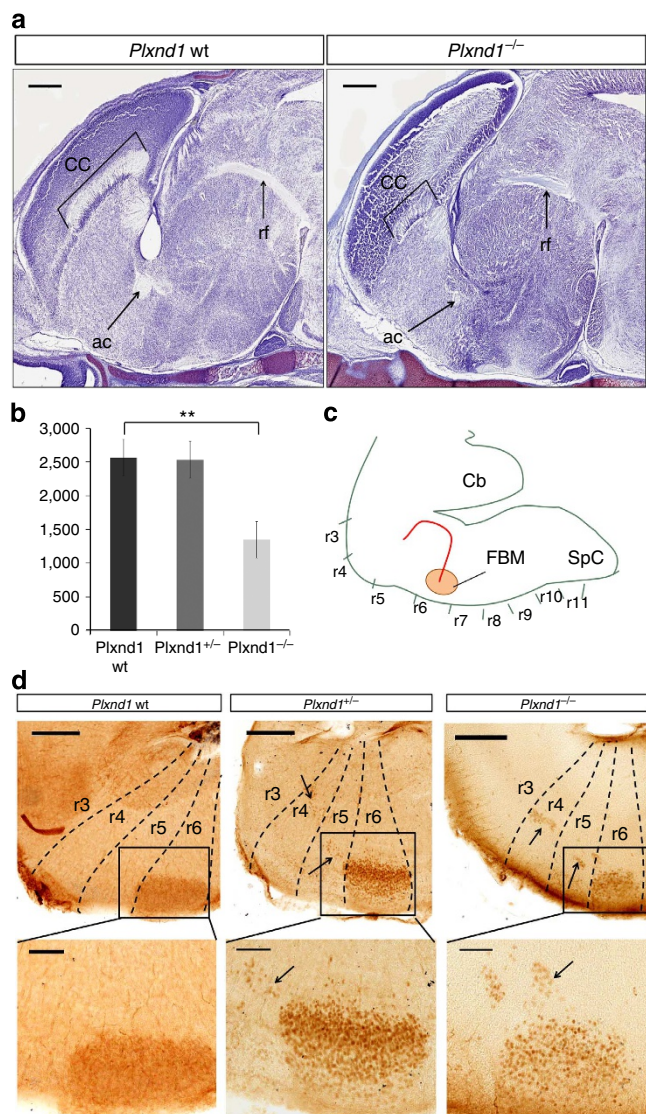 a
Plxnd1 wt
Plxnd1–/–
CC
rf
ac
CC
rf
ac
b
**
3,000
2,500
2,000
1,500
1,000
500
0
Plxnd1 wt
Plxnd1+/–
Plxnd1–/–
c
Cb
r3
r4
r5
r6
r7
r8
r9
r10
r11
FBM
SpC
d
Plxnd1 wt
Plxnd1+/–
Plxnd1–/–
r3
r4
r5
r6
r3
r4
r5
r6
r3
r4
r5
r6